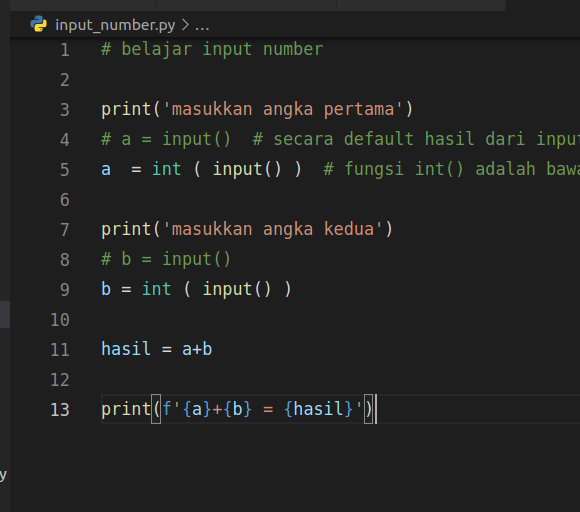 input_number.py > ...
1 # belajar input number
2
3 print('masukkan angka pertama')
4 # a = input()  # secara default hasil dari input
5 a  = int ( input() )  # fungsi int() adalah
6
7 print('masukkan angka kedua')
8 # b = input()
9 b = int ( input() )
10
11 hasil = a+b
12
13 print(f'{a}+{b} = {hasil}')
y